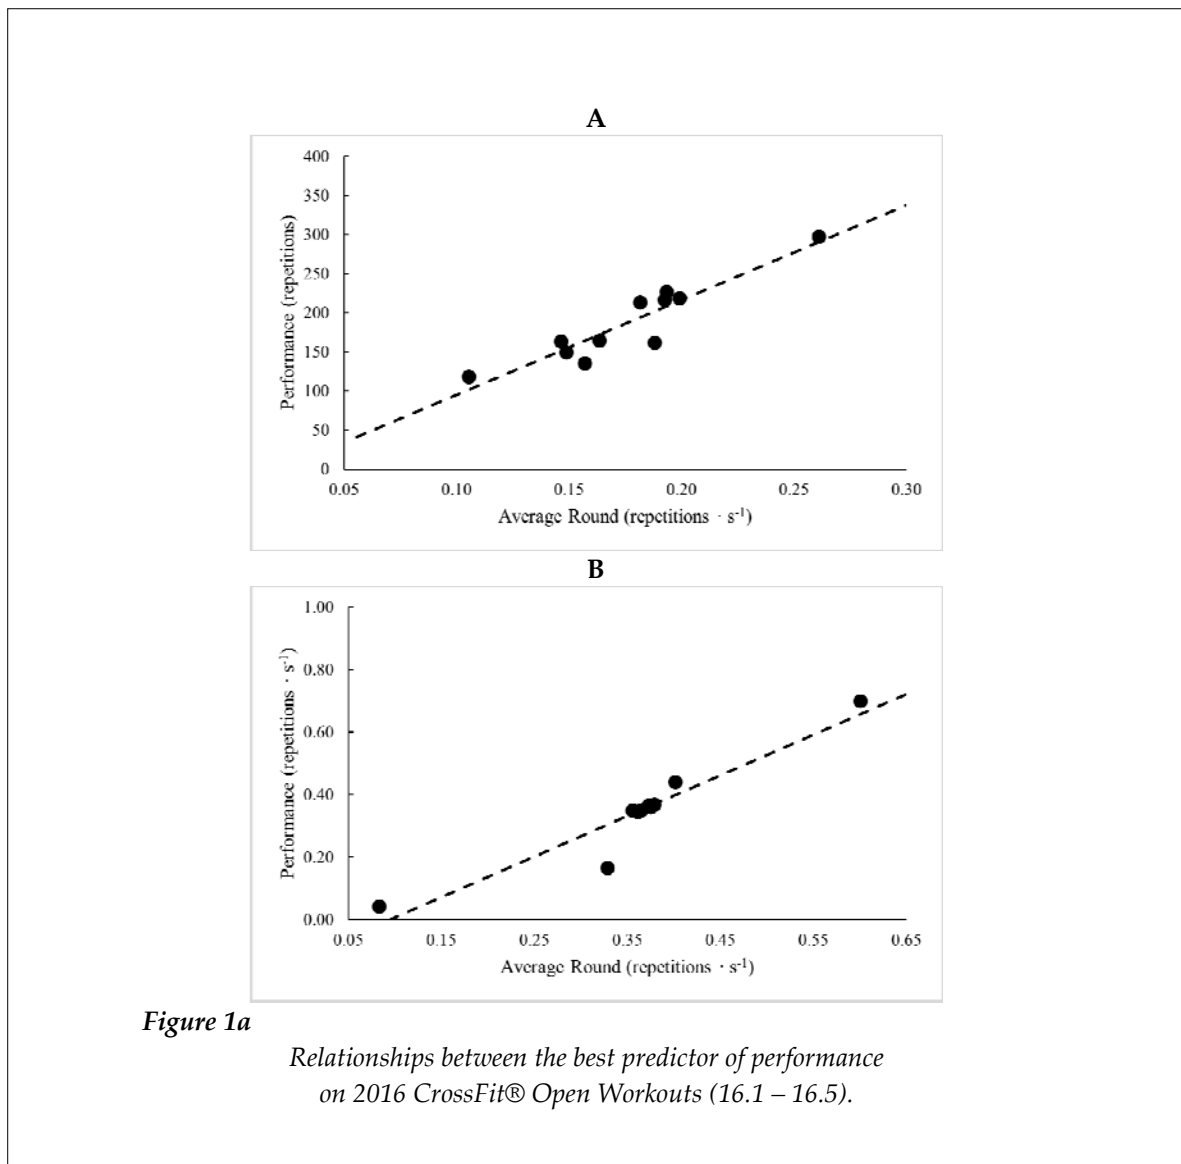 A
400
350
300
250
200
150
100
50
0
Performance (repetitions)
0.05 0.10 0.15 0.20 0.25 0.30
Average Round (repetitions · s⁻¹)
B
1.00
0.80
0.60
0.40
0.20
0.00
Performance (repetitions · s⁻¹)
0.05 0.15 0.25 0.35 0.45 0.55 0.65
Average Round (repetitions · s⁻¹)
Figure 1a
Relationships between the best predictor of performance
on 2016 CrossFit® Open Workouts (16.1 – 16.5).